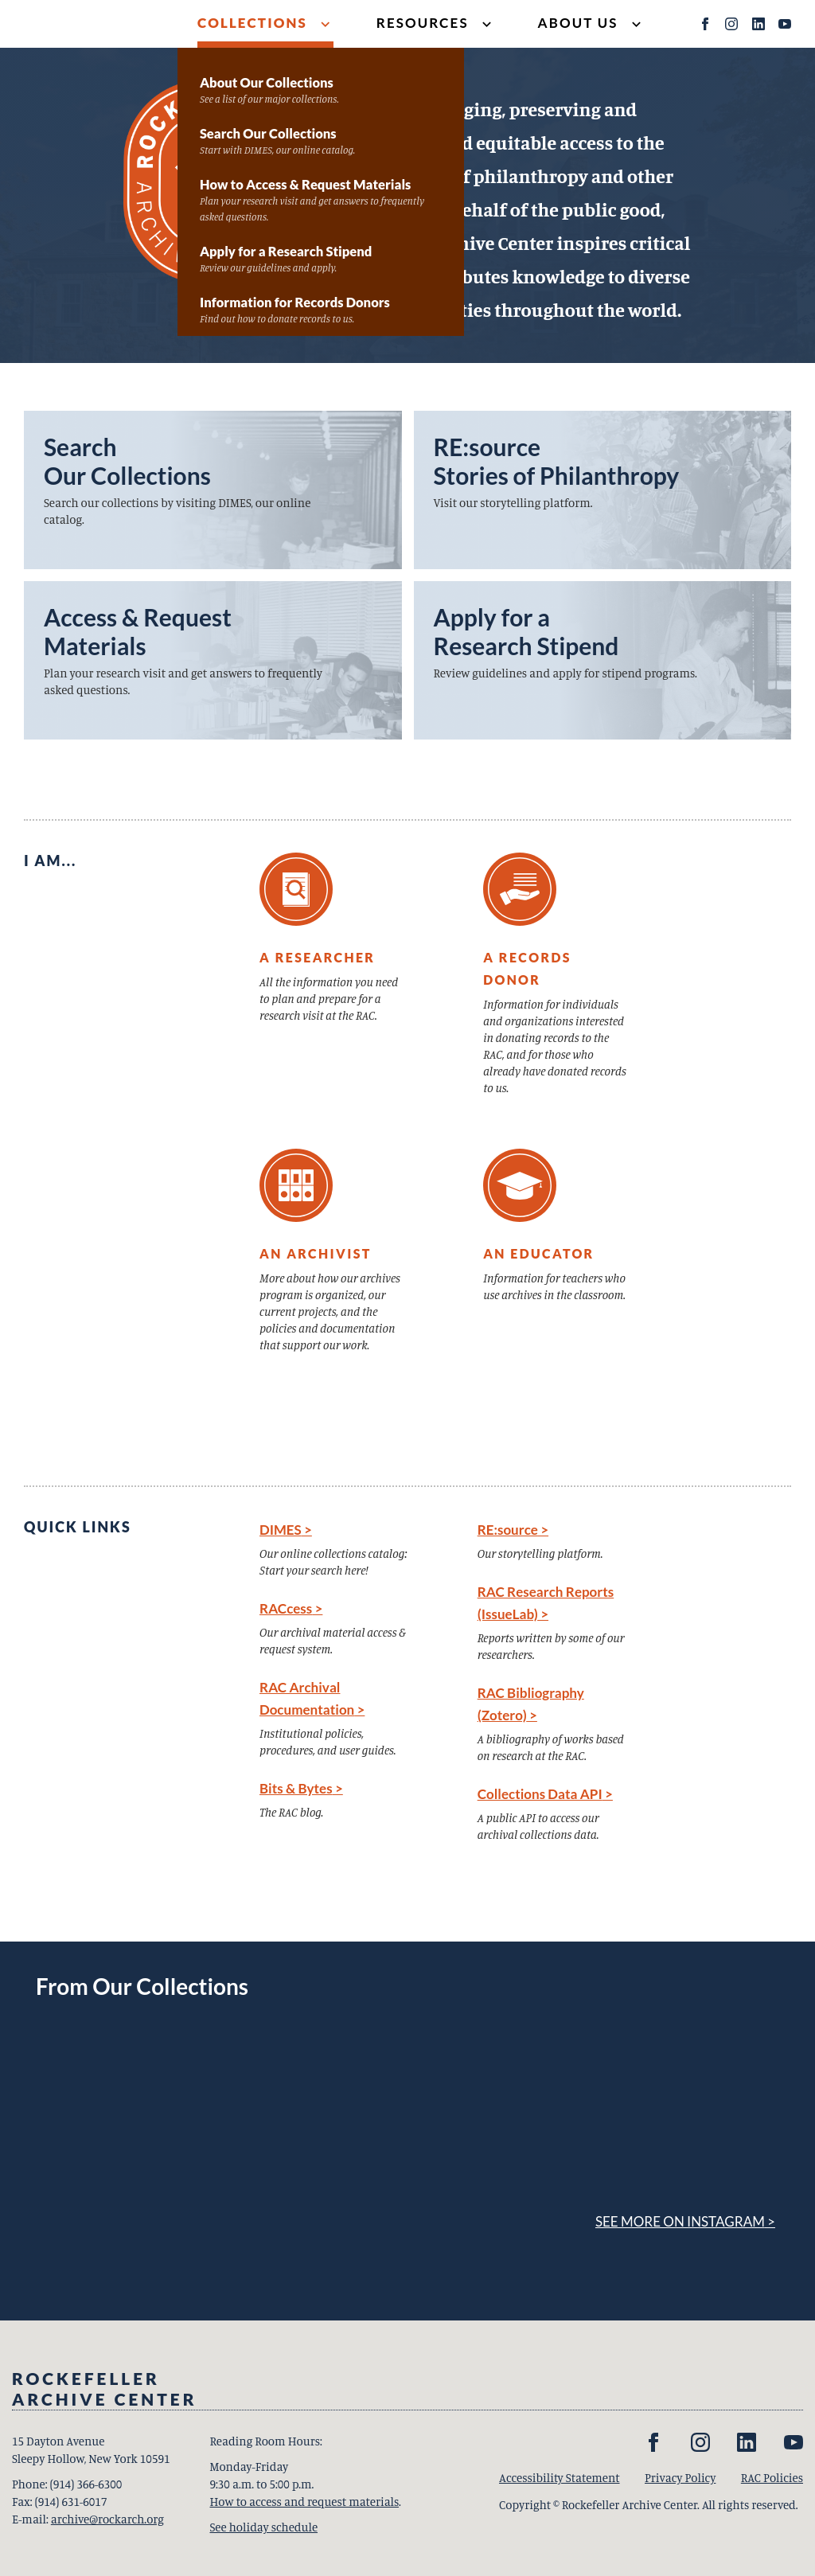 COLLECTIONS
RESOURCES
ABOUT US
About Our Collections
See a list of our major collections.
Search Our Collections
Start with DIMES, our online catalog.
How to Access & Request Materials
Plan your research visit and get answers to frequently
asked questions.
Apply for a Research Stipend
Review our guidelines and apply.
Information for Records Donors
Find out how to donate records to us.
ROCK
ARCHI
ging, preserving and
d equitable access to the
f philanthropy and other
ehalf of the public good,
hive Center inspires critical
butes knowledge to diverse
ties throughout the world.
Search
Our Collections
Search our collections by visiting DIMES, our online
catalog.
RE:source
Stories of Philanthropy
Visit our storytelling platform.
Access & Request
Materials
Plan your research visit and get answers to frequently
asked questions.
Apply for a
Research Stipend
Review guidelines and apply for stipend programs.
I AM...
A RESEARCHER
All the information you need
to plan and prepare for a
research visit at the RAC.
A RECORDS
DONOR
Information for individuals
and organizations interested
in donating records to the
RAC, and for those who
already have donated records
to us.
AN ARCHIVIST
More about how our archives
program is organized, our
current projects, and the
policies and documentation
that support our work.
AN EDUCATOR
Information for teachers who
use archives in the classroom.
QUICK LINKS
DIMES >
Our online collections catalog:
Start your search here!
RACcess >
Our archival material access &
request system.
RAC Archival
Documentation >
Institutional policies,
procedures, and user guides.
Bits & Bytes >
The RAC blog.
RE:source >
Our storytelling platform.
RAC Research Reports
(IssueLab) >
Reports written by some of our
researchers.
RAC Bibliography
(Zotero) >
A bibliography of works based
on research at the RAC.
Collections Data API >
A public API to access our
archival collections data.
From Our Collections
SEE MORE ON INSTAGRAM >
ROCKEFELLER
ARCHIVE CENTER
15 Dayton Avenue
Sleepy Hollow, New York 10591
Phone: (914) 366-6300
Fax: (914) 631-6017
E-mail: archive@rockarch.org
Reading Room Hours:
Monday-Friday
9:30 a.m. to 5:00 p.m.
How to access and request materials.
See holiday schedule
Accessibility Statement
Privacy Policy
RAC Policies
Copyright © Rockefeller Archive Center. All rights reserved.